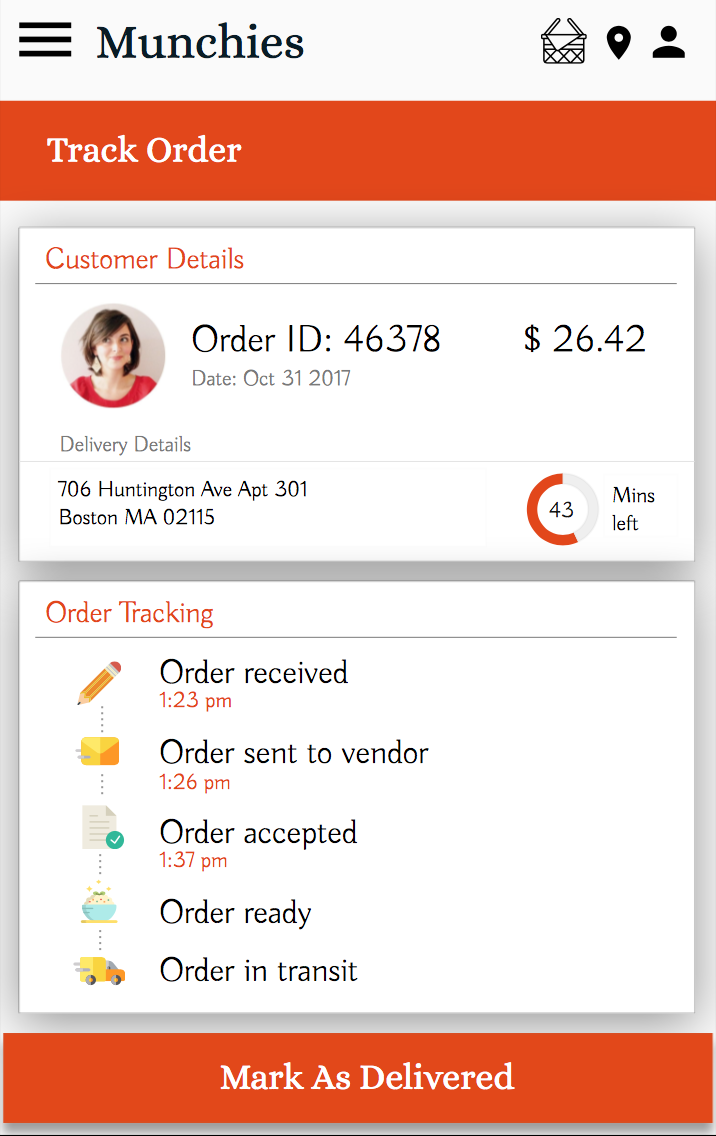 Munchies
Track Order
Customer Details
Order ID: 46378
$ 26.42
Date: Oct 31 2017
Delivery Details
706 Huntington Ave Apt 301
Boston MA 02115
43
Mins
left
Order Tracking
Order received
1:23 pm
Order sent to vendor
1:26 pm
Order accepted
1:37 pm
Order ready
Order in transit
Mark As Delivered